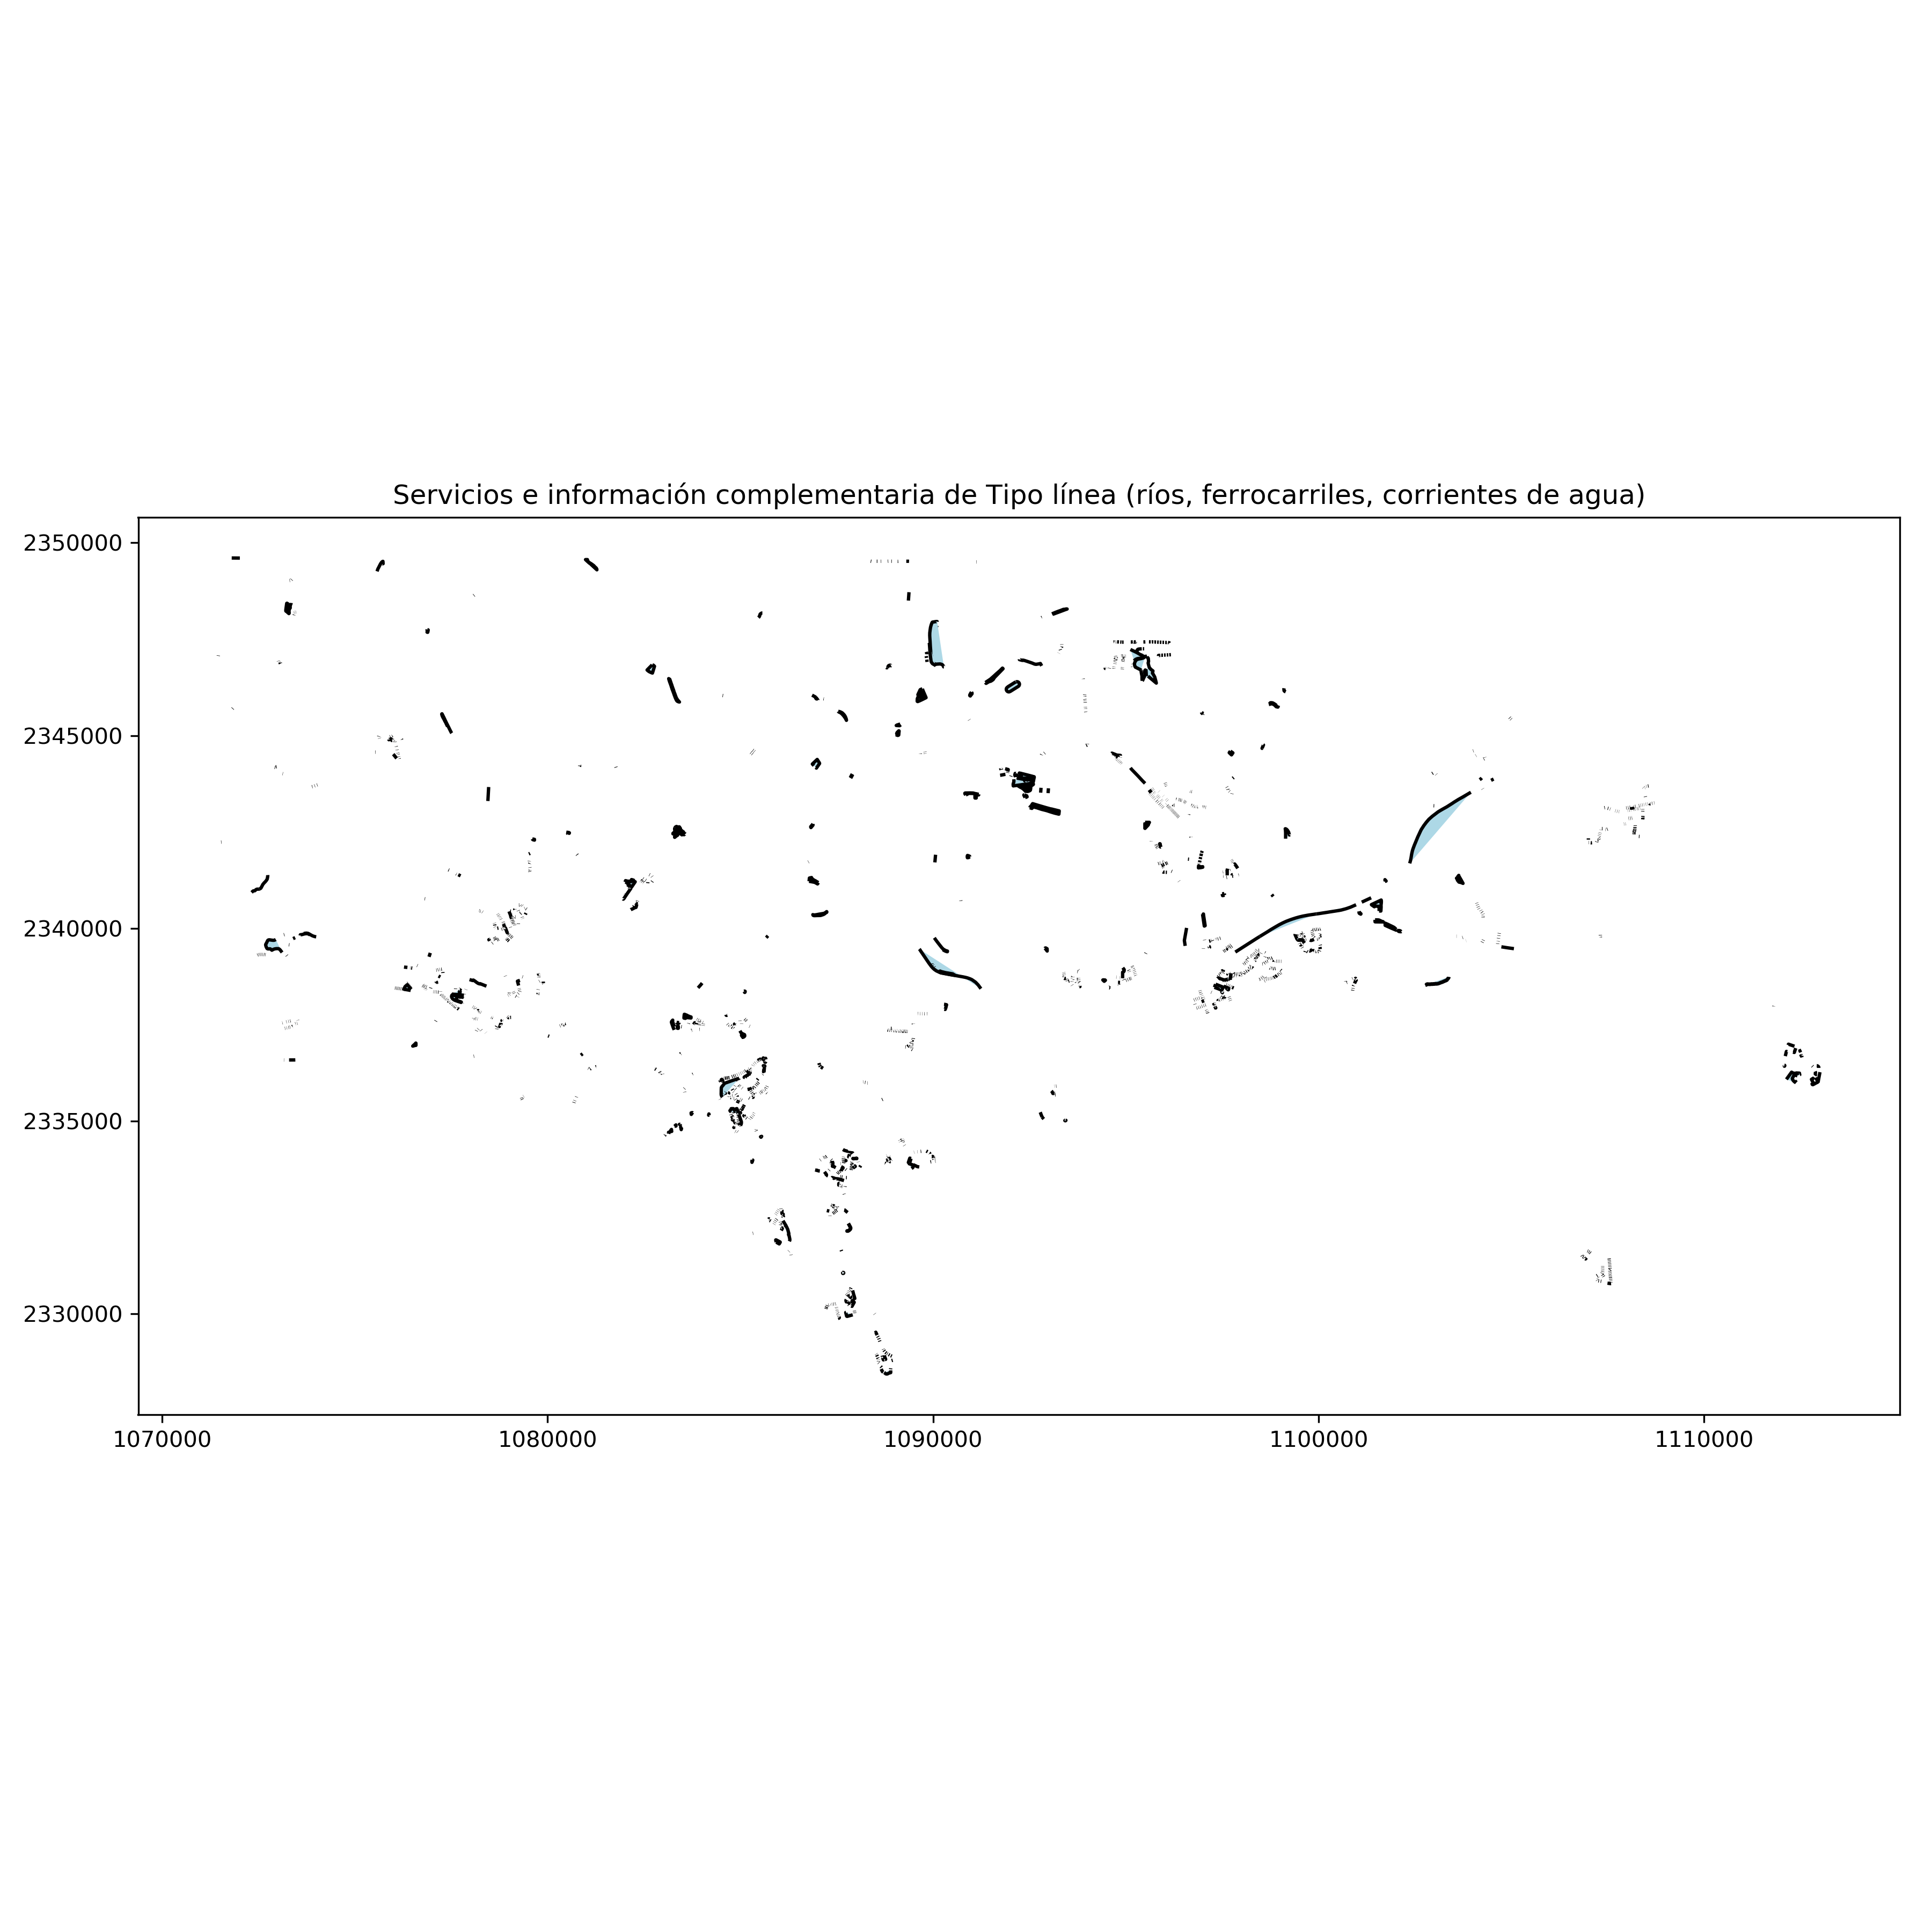 Servicios e información complementaria de Tipo línea (ríos, ferrocarriles, corrientes de agua)
2350000
2345000
2340000
2335000
2330000
1070000 1080000 1090000 1100000 1110000